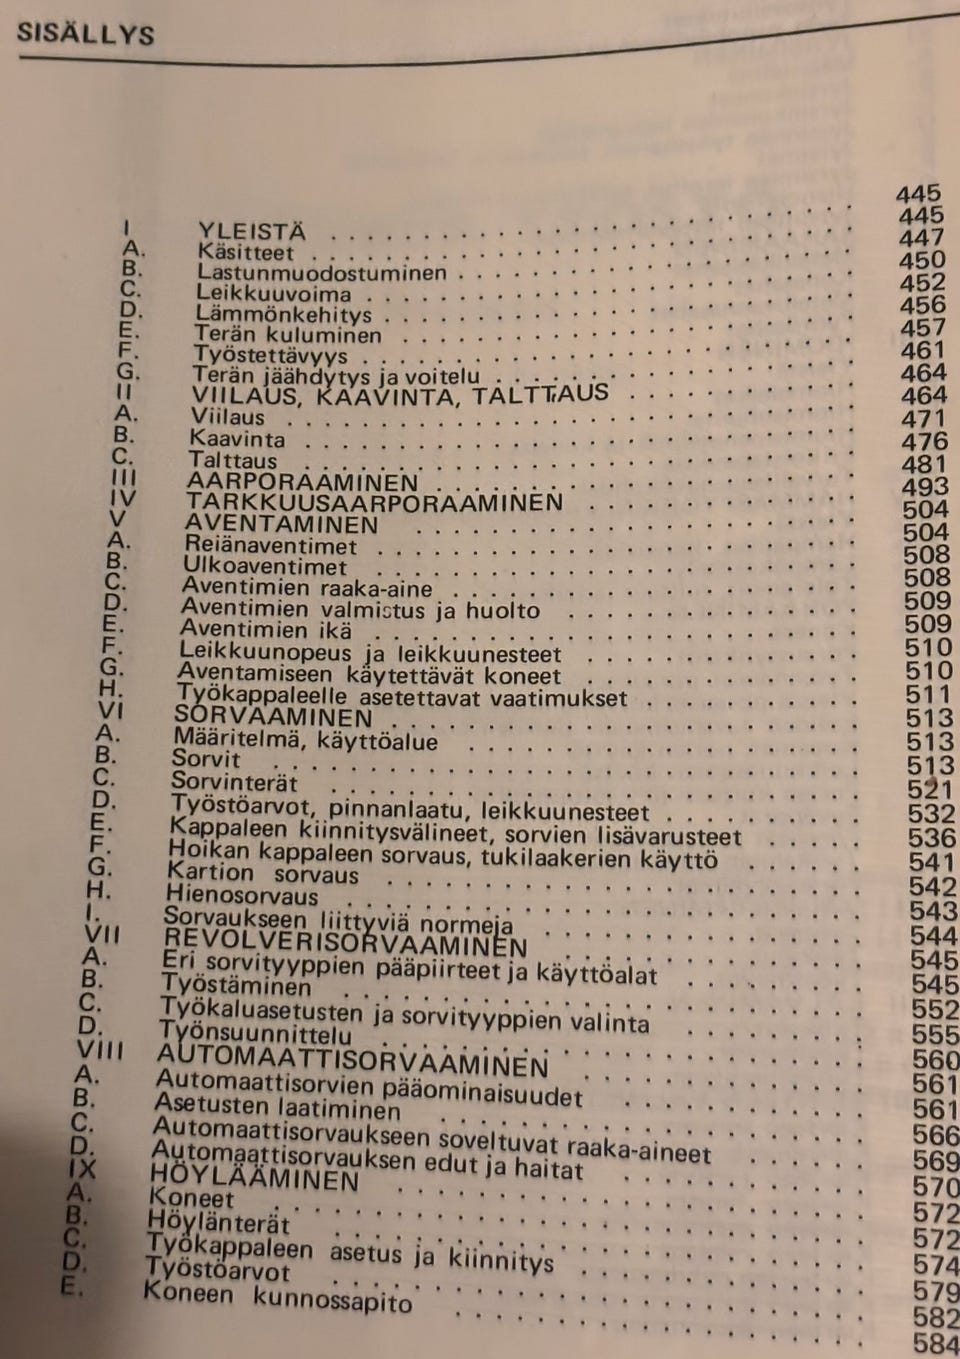 SISÄLLYS
I YLEISTÄ 445
A. Käsitteet 445
B. Lastunmuodostuminen 447
C. Leikkuuvoima 450
D. Lämmönkehitys 452
E. Terän kuluminen 456
F. Työstettävyys 457
G. Terän jäähdytys ja voitelu 461
II VIILAUS, KAAVINTA, TALTTAUS 464
A. Viilaus 464
B. Kaavinta 471
C. Talttaus 476
III AARPORAAMINEN 481
IV TARKKUUSAARPORAAMINEN 493
V AVENTAMINEN 504
A. Reiänaventimet 504
B. Ulkoaventimet 508
C. Aventimien raaka-aine 508
D. Aventimien valmistus ja huolto 509
E. Aventimien ikä 509
F. Leikkuunopeus ja leikkuunesteet 510
G. Aventamiseen käytettävät koneet 510
H. Työkappaleelle asetettavat vaatimukset 511
VI SORVAAMINEN 513
A. Määritelmä, käyttöalue 513
B. Sorvit 513
C. Sorvinterät 521
D. Työstöarvot, pinnanlaatu, leikkuunesteet 532
E. Kappaleen kiinnitysvälineet, sorvien lisävarusteet 536
F. Hoikan kappaleen sorvaus, tukilaakerien käyttö 541
G. Kartion sorvaus 542
H. Hienosorvaus 543
I. Sorvaukseen liittyviä normeja 544
VII REVOLVERISORVAAMINEN 545
A. Eri sorvityyppien pääpiirteet ja käyttöalat 545
B. Työstäminen 552
C. Työkaluasetusten ja sorvityyppien valinta 555
D. Työnsuunnittelu 560
VIII AUTOMAATTISORVAAMINEN 561
A. Automaattisorvien pääominaisuudet 561
B. Asetusten laatiminen 566
C. Automaattisorvaukseen soveltuvat raaka-aineet 569
D. Automaattisorvauksen edut ja haitat 570
IX HÖYLÄÄMINEN 572
A. Koneet 572
B. Höylänterät 574
C. Työkappaleen asetus ja kiinnitys 579
D. Työstöarvot 582
E. Koneen kunnossapito 584